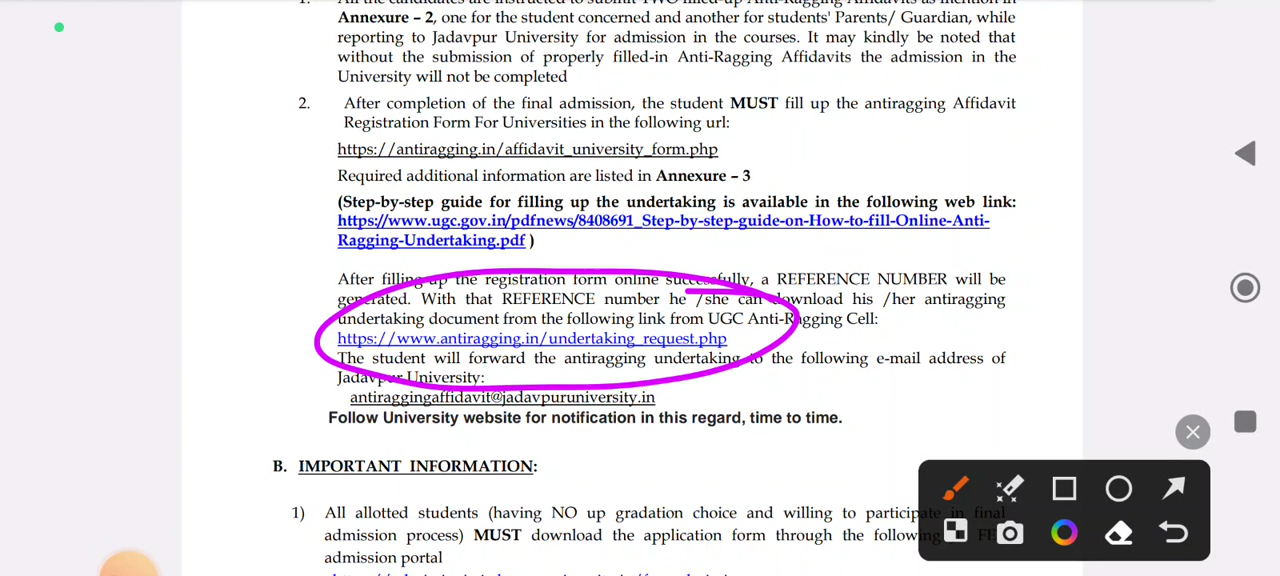 Annexure – 2, one for the student concerned and another for students' Parents/ Guardian, while
reporting to Jadavpur University for admission in the courses. It may kindly be noted that
without the submission of properly filled-in Anti-Ragging Affidavits the admission in the
University will not be completed
2. After completion of the final admission, the student MUST fill up the antiragging Affidavit
Registration Form For Universities in the following url:
https://antiragging.in/affidavit_university_form.php
Required additional information are listed in Annexure – 3
(Step-by-step guide for filling up the undertaking is available in the following web link:
https://www.ugc.gov.in/pdfnews/8408691_Step-by-step-guide-on-How-to-fill-Online-Anti-
Ragging-Undertaking.pdf )
After filling up the registration form online successfully, a REFERENCE NUMBER will be
generated. With that REFERENCE number he /she can download his /her antiragging
undertaking document from the following link from UGC Anti-Ragging Cell:
https://www.antiragging.in/undertaking_request.php
The student will forward the antiragging undertaking to the following e-mail address of
Jadavpur University:
antiraggingaffidavit@jadavpuruniversity.in
Follow University website for notification in this regard, time to time.
B. IMPORTANT INFORMATION:
1) All allotted students (having NO up gradation choice and willing to participate in final
admission process) MUST download the application form through the following
admission portal